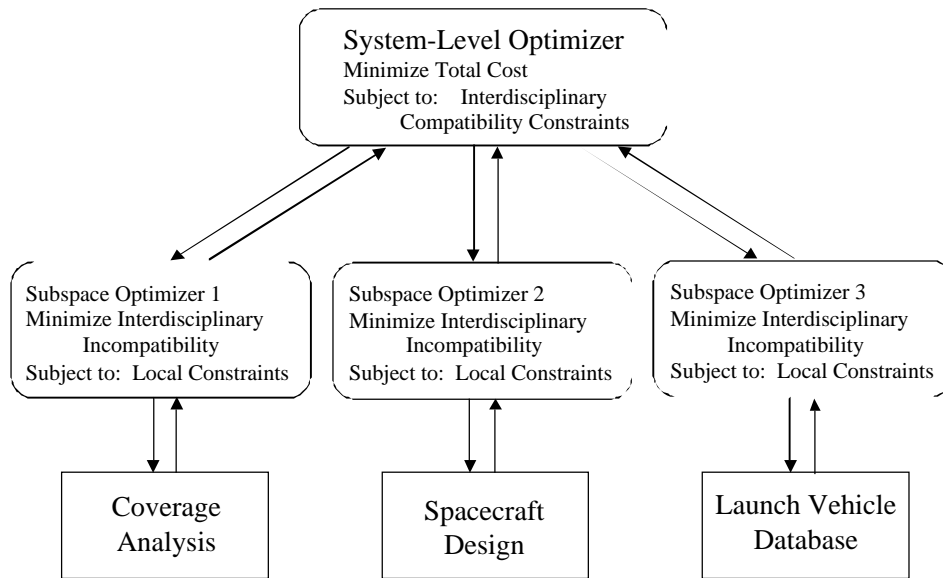 System-Level Optimizer
Minimize Total Cost
Subject to: Interdisciplinary
Compatibility Constraints
Subspace Optimizer 1
Minimize Interdisciplinary
Incompatibility
Subject to: Local Constraints
Subspace Optimizer 2
Minimize Interdisciplinary
Incompatibility
Subject to: Local Constraints
Subspace Optimizer 3
Minimize Interdisciplinary
Incompatibility
Subject to: Local Constraints
Coverage
Analysis
Spacecraft
Design
Launch Vehicle
Database